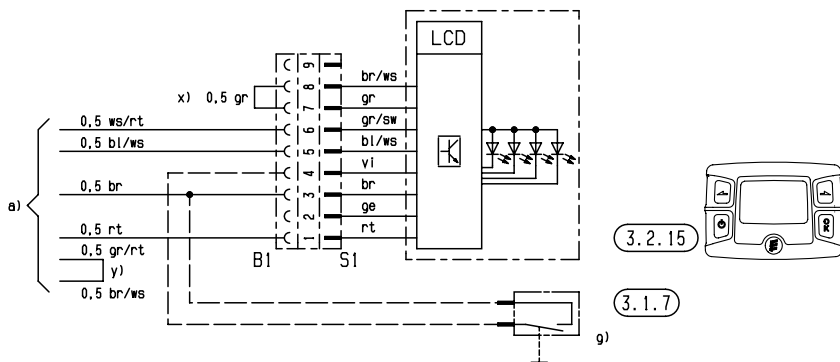 LCD
x) 0,5 gr
0,5 ws/rt
0,5 bl/ws
a)
0,5 br
0,5 rt
0,5 gr/rt
y)
0,5 br/ws
B1
S1
9
8
7
6
5
4
3
2
1
br/ws
gr
gr/sw
bl/ws
vi
br
ge
rt
3.2.15
3.1.7
g)
OK